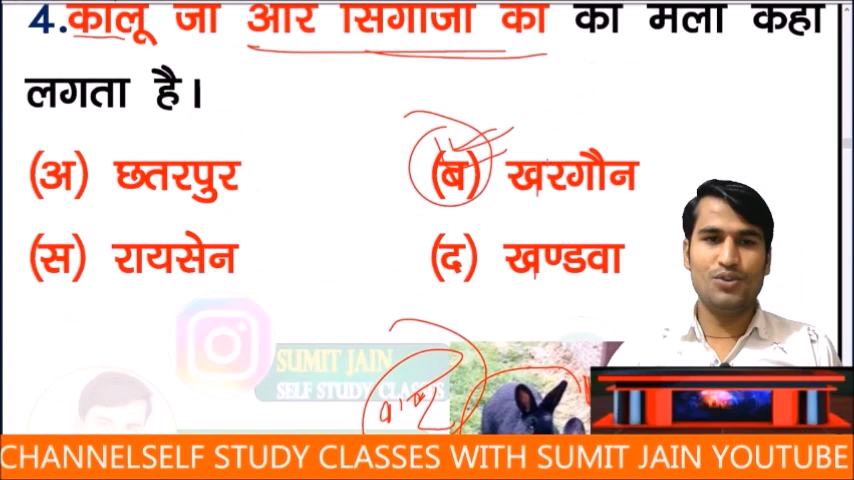 4.कालू जी और सिंगाजी का का मेला कहां
लगता है।
(अ) छतरपुर (ब) खरगौन
(स) रायसेन (द) खण्डवा
SUMIT JAIN
SELF STUDY CLASSES
CHANNELSELF STUDY CLASSES WITH SUMIT JAIN YOUTUBE